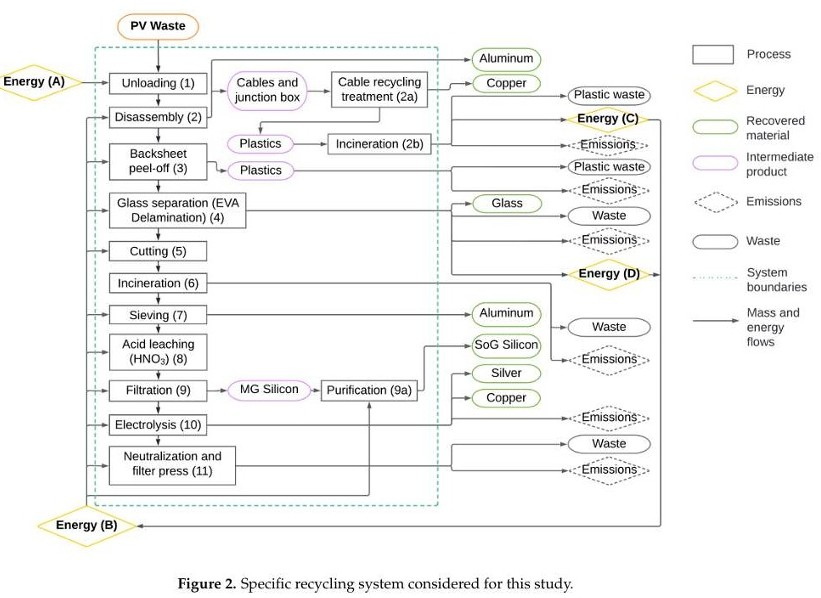 PV Waste
Energy (A)
Unloading (1)
Disassembly (2)
Cables and
junction box
Cable recycling
treatment (2a)
Aluminum
Copper
Plastics
Incineration (2b)
Plastic waste
Energy (C)
Emissions
Backsheet
peel-off (3)
Plastics
Plastic waste
Emissions
Glass separation (EVA
Delamination) (4)
Glass
Waste
Emissions
Energy (D)
Cutting (5)
Incineration (6)
Waste
Emissions
Sieving (7)
Aluminum
Acid leaching
(HNO₃) (8)
SoG Silicon
Filtration (9)
MG Silicon
Purification (9a)
Silver
Copper
Electrolysis (10)
Emissions
Neutralization and
filter press (11)
Waste
Emissions
Energy (B)
Process
Energy
Recovered
material
Intermediate
product
Emissions
Waste
System
boundaries
Mass and
energy
flows
Figure 2. Specific recycling system considered for this study.